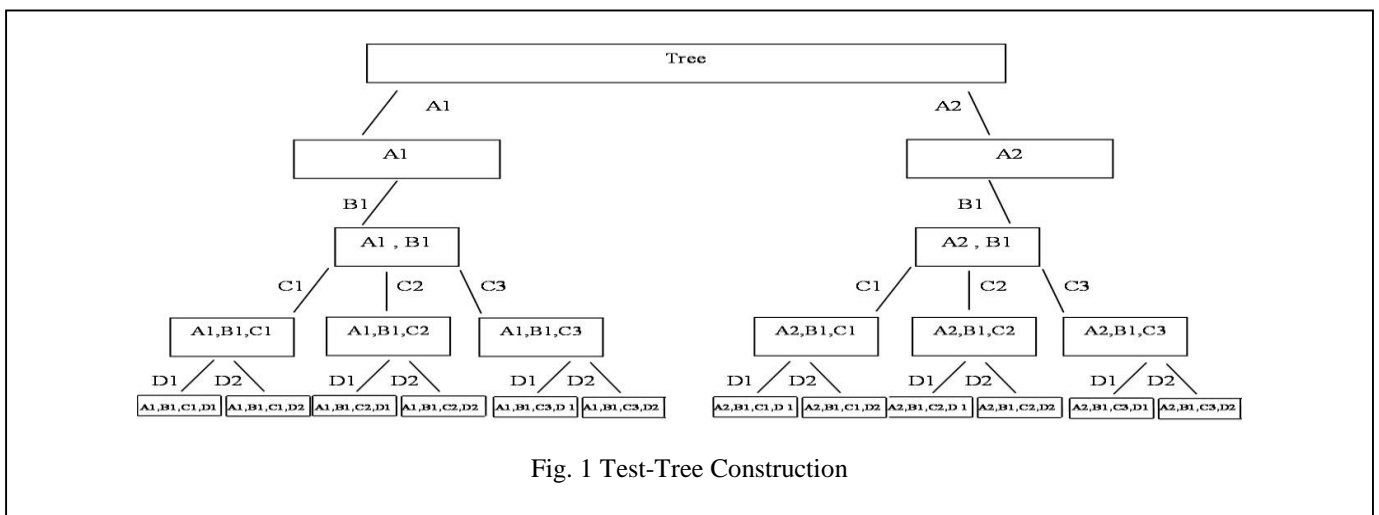 Tree
A1 A2
A1 A2
B1 B1
A1 , B1 A2 , B1
C1 C2 C3 C1 C2 C3
A1,B1,C1 A1,B1,C2 A1,B1,C3 A2,B1,C1 A2,B1,C2 A2,B1,C3
D1 D2 D1 D2 D1 D2 D1 D2 D1 D2 D1 D2
A1,B1,C1,D1 A1,B1,C1,D2 A1,B1,C2,D1 A1,B1,C2,D2 A1,B1,C3,D 1 A1,B1,C3,D2 A2,B1,C1,D 1 A2,B1,C1,D2 A2,B1,C2,D 1 A2,B1,C2,D2 A2,B1,C3,D1 A2,B1,C3,D2
Fig. 1 Test-Tree Construction